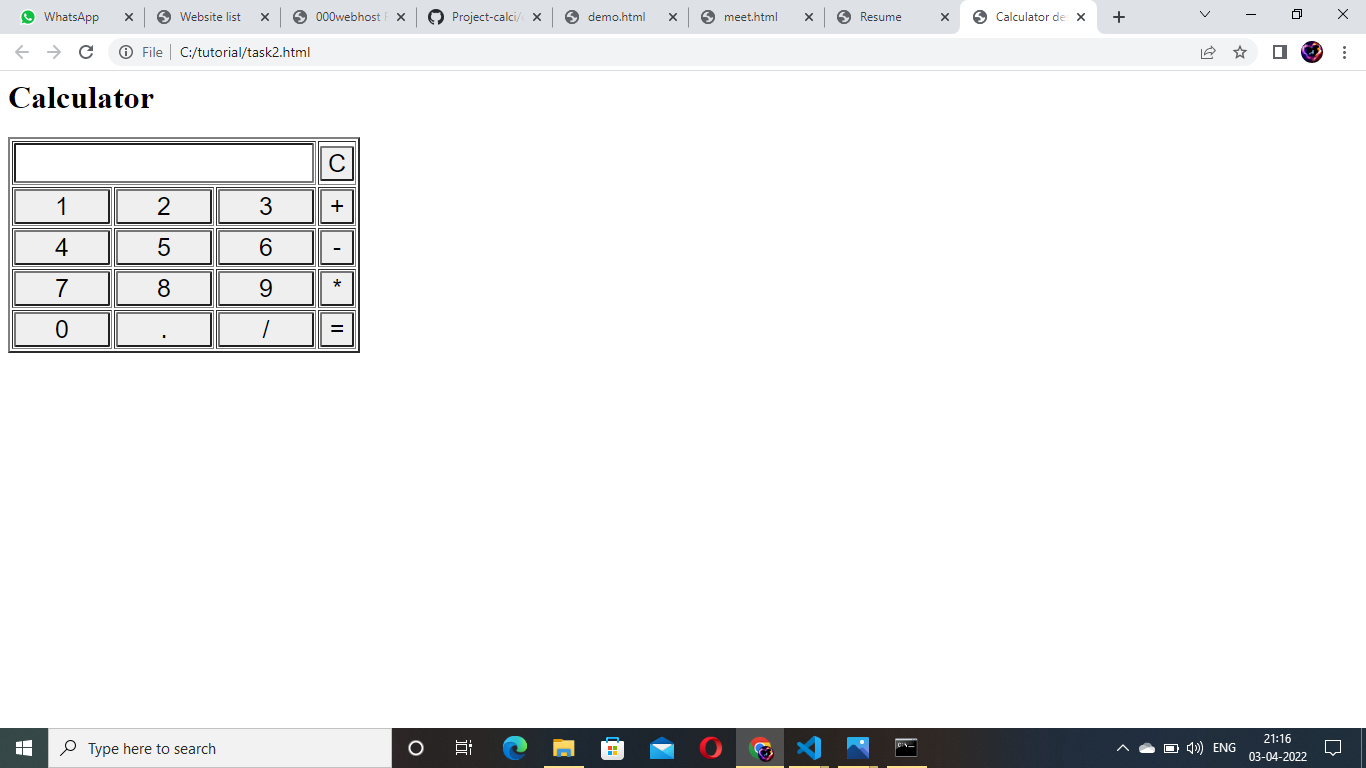 WhatsApp Website list 000webhost Project-calci/ demo.html meet.html Resume Calculator de
File C:/tutorial/task2.html
Calculator
C
1 2 3 +
4 5 6 -
7 8 9 *
0 . / =
Type here to search
ENG
21:16
03-04-2022